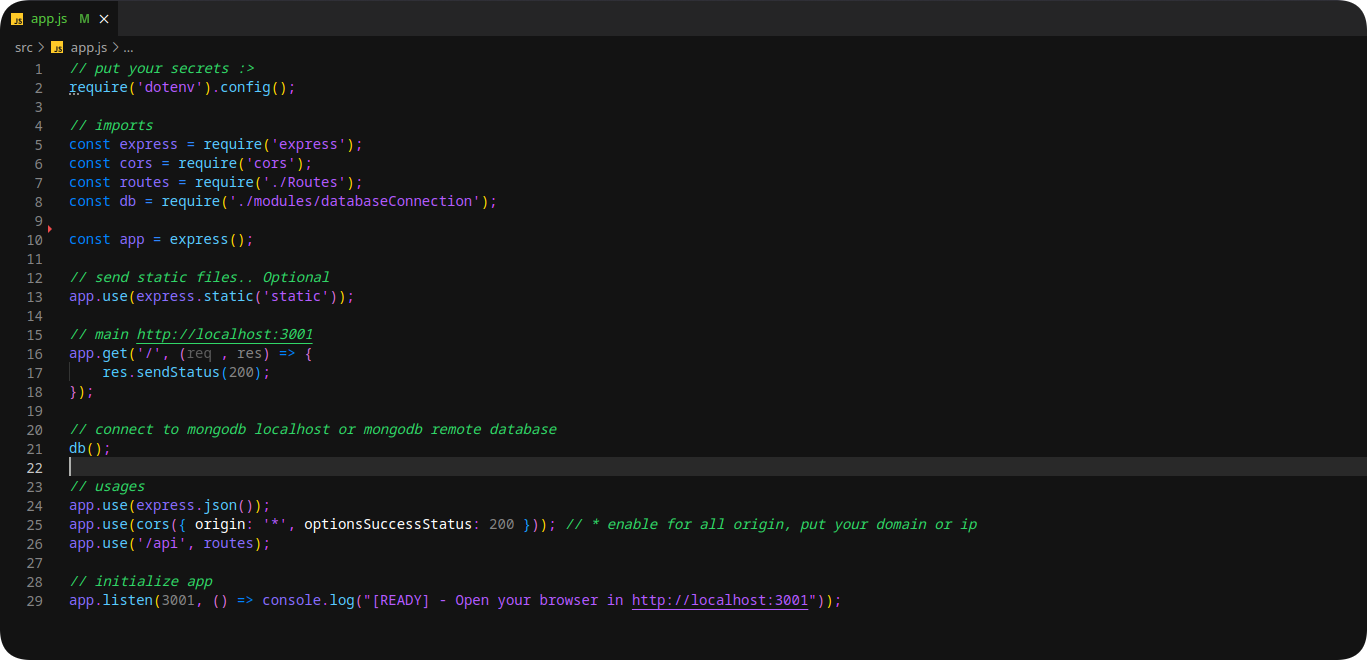 JS app.js M ×
src > JS app.js > ...
1 // put your secrets :>
2 require('dotenv').config();
3
4 // imports
5 const express = require('express');
6 const cors = require('cors');
7 const routes = require('./Routes');
8 const db = require('./modules/databaseConnection');
9
10 const app = express();
11
12 // send static files.. Optional
13 app.use(express.static('static'));
14
15 // main http://localhost:3001
16 app.get('/', (req , res) => {
17     res.sendStatus(200);
18 });
19
20 // connect to mongodb localhost or mongodb remote database
21 db();
22
23 // usages
24 app.use(express.json());
25 app.use(cors({ origin: '*', optionsSuccessStatus: 200 })); // * enable for all origin, put your domain or ip
26 app.use('/api', routes);
27
28 // initialize app
29 app.listen(3001, () => console.log("[READY] - Open your browser in http://localhost:3001"));